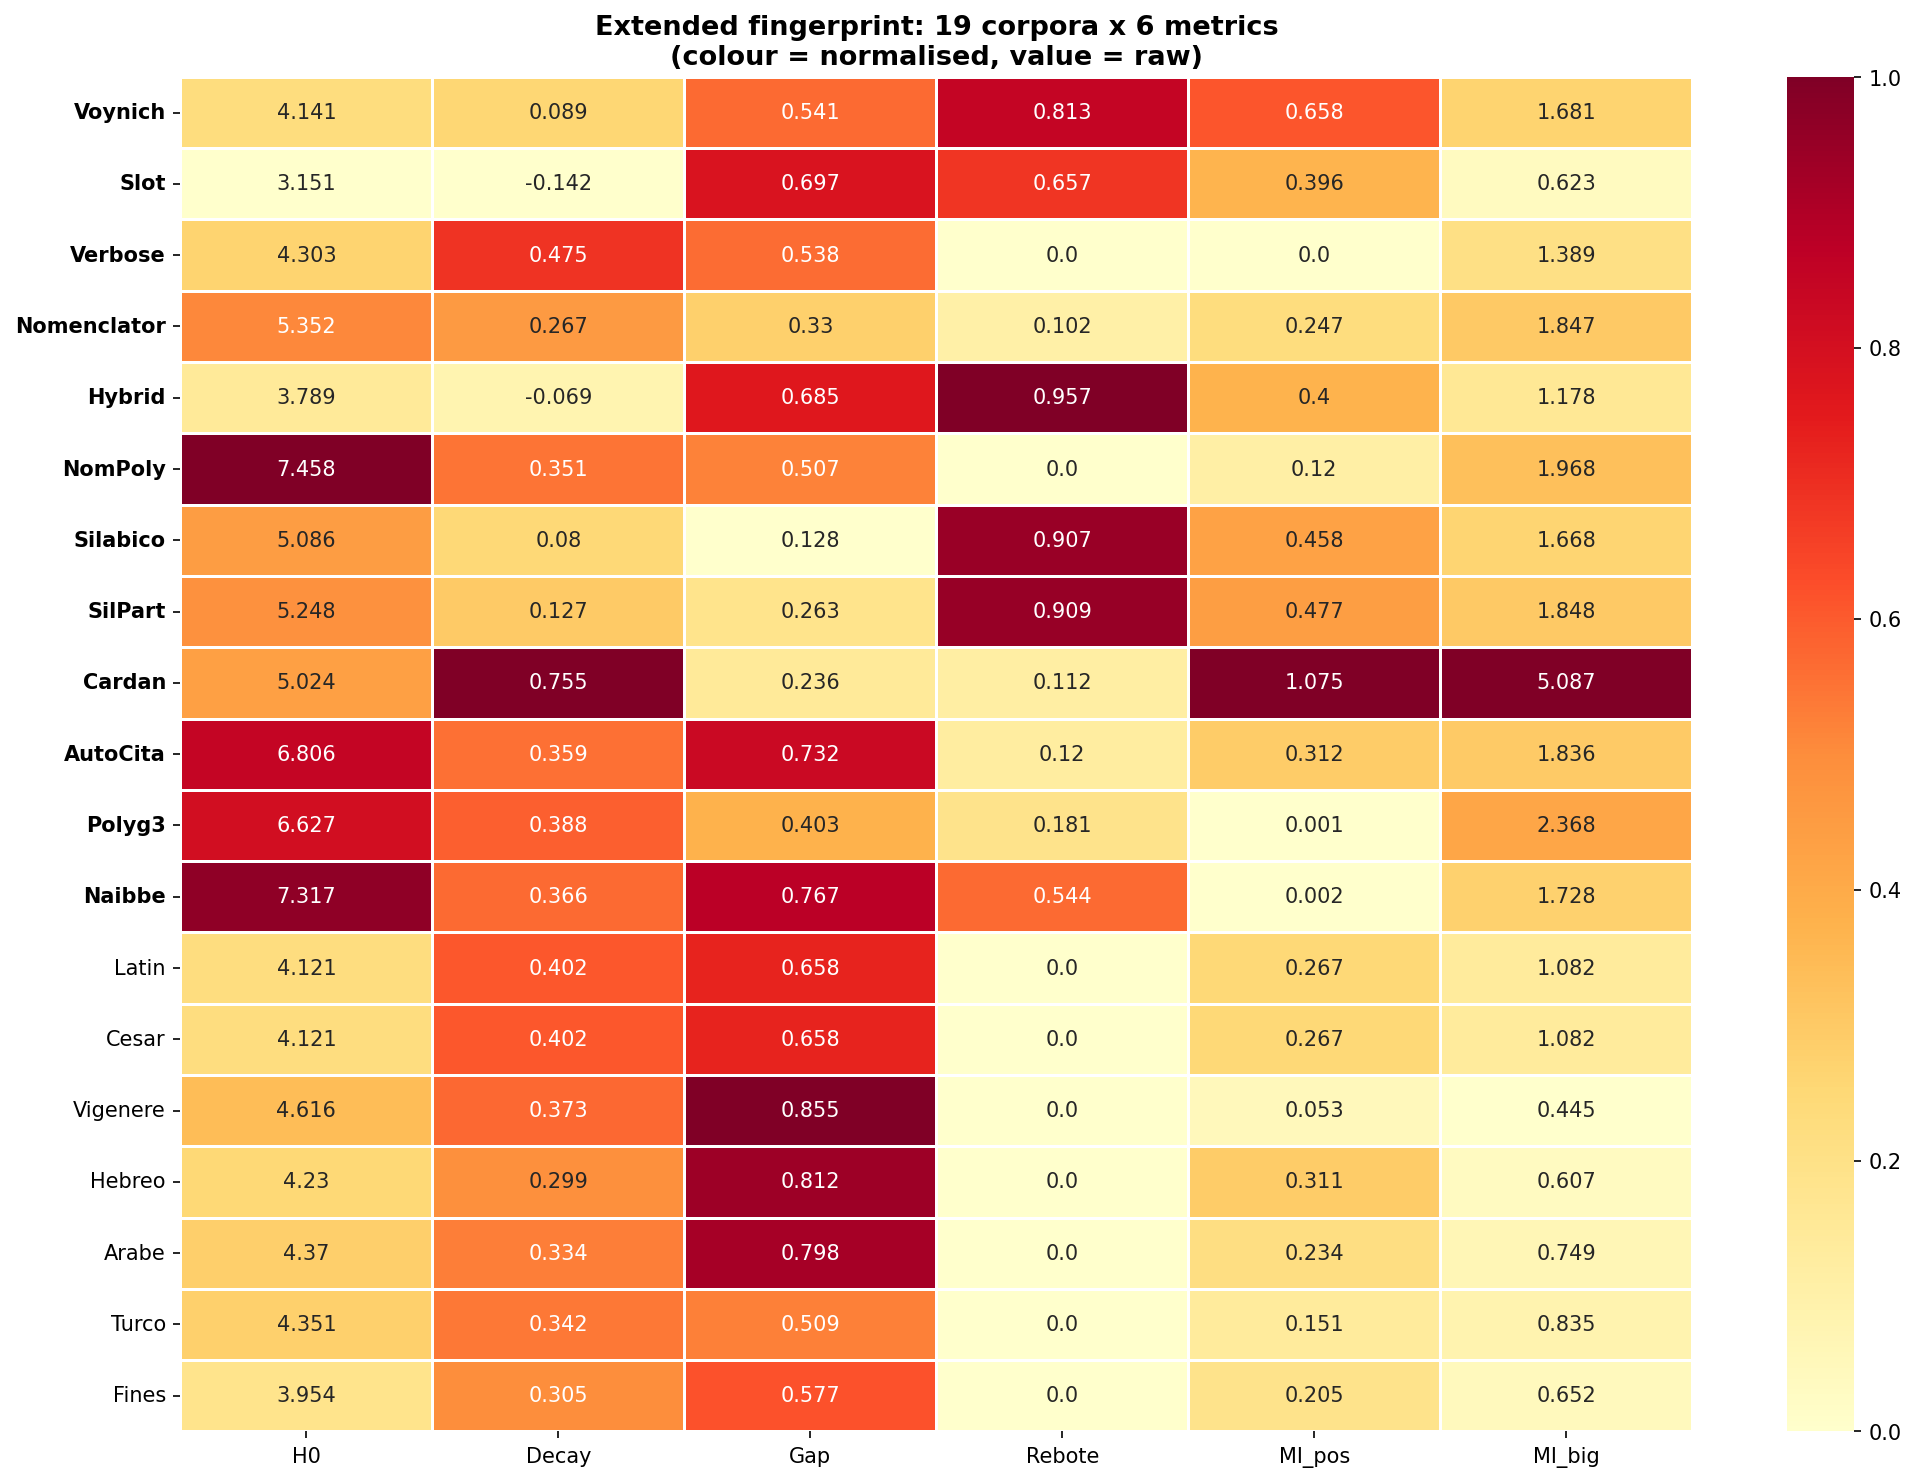 Extended fingerprint: 19 corpora x 6 metrics
(colour = normalised, value = raw)
Voynich 4.141 0.089 0.541 0.813 0.658 1.681
Slot 3.151 -0.142 0.697 0.657 0.396 0.623
Verbose 4.303 0.475 0.538 0.0 0.0 1.389
Nomenclator 5.352 0.267 0.33 0.102 0.247 1.847
Hybrid 3.789 -0.069 0.685 0.957 0.4 1.178
NomPoly 7.458 0.351 0.507 0.0 0.12 1.968
Silabico 5.086 0.08 0.128 0.907 0.458 1.668
SilPart 5.248 0.127 0.263 0.909 0.477 1.848
Cardan 5.024 0.755 0.236 0.112 1.075 5.087
AutoCita 6.806 0.359 0.732 0.12 0.312 1.836
Polyg3 6.627 0.388 0.403 0.181 0.001 2.368
Naibbe 7.317 0.366 0.767 0.544 0.002 1.728
Latin 4.121 0.402 0.658 0.0 0.267 1.082
Cesar 4.121 0.402 0.658 0.0 0.267 1.082
Vigenere 4.616 0.373 0.855 0.0 0.053 0.445
Hebreo 4.23 0.299 0.812 0.0 0.311 0.607
Arabe 4.37 0.334 0.798 0.0 0.234 0.749
Turco 4.351 0.342 0.509 0.0 0.151 0.835
Fines 3.954 0.305 0.577 0.0 0.205 0.652
H0 Decay Gap Rebote MI_pos MI_big
1.0
0.8
0.6
0.4
0.2
0.0